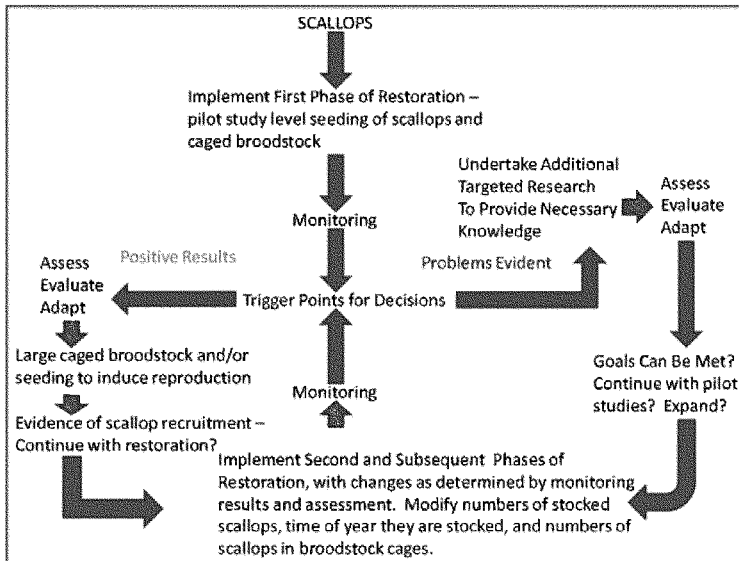 SCALLOPS
Implement First Phase of Restoration –
pilot study level seeding of scallops and
caged broodstock
Monitoring
Undertake Additional
Targeted Research
To Provide Necessary
Knowledge
Assess
Evaluate
Adapt
Positive Results
Problems Evident
Assess
Evaluate
Adapt
Trigger Points for Decisions
Large caged broodstock and/or
seeding to induce reproduction
Monitoring
Goals Can Be Met?
Continue with pilot
studies?  Expand?
Evidence of scallop recruitment –
Continue with restoration?
Implement Second and Subsequent  Phases of
Restoration, with changes as determined by monitoring
results and assessment.  Modify numbers of stocked
scallops, time of year they are stocked, and numbers of
scallops in broodstock cages.